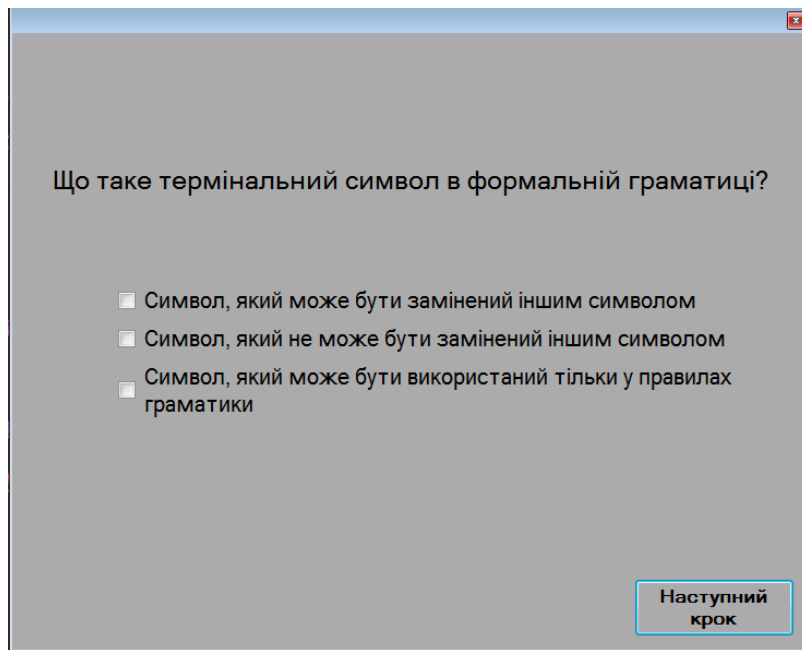 Що таке термінальний символ в формальній граматиці?
Символ, який може бути замінений іншим символом
Символ, який не може бути замінений іншим символом
Символ, який може бути використаний тільки у правилах
граматики
Наступний
крок